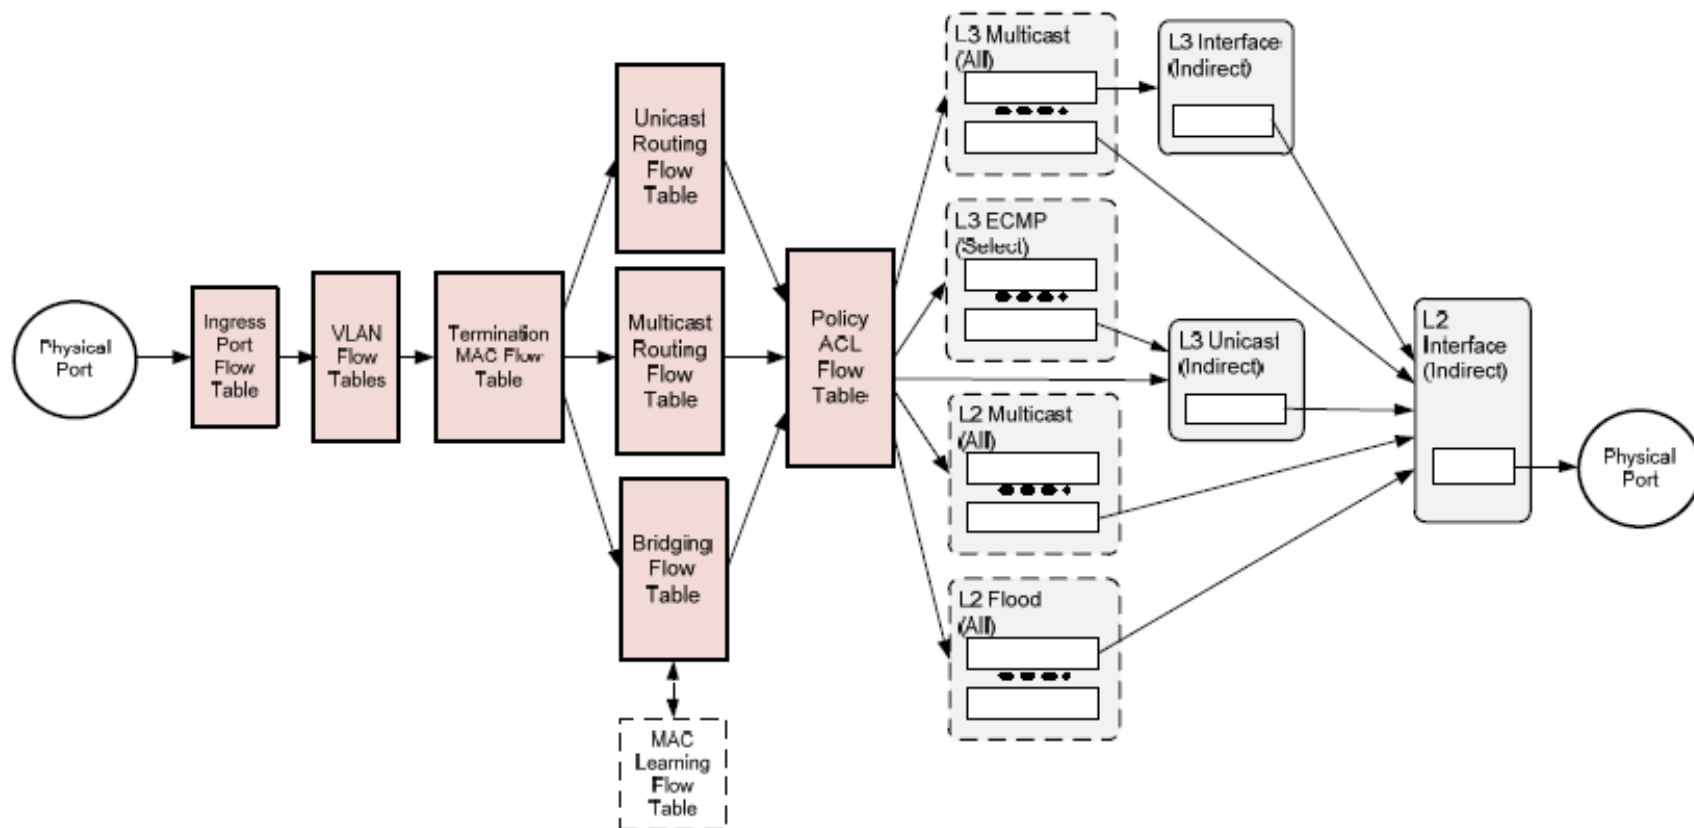 Physical
Port
Ingress
Port
Flow
Table
VLAN
Flow
Tables
Termination
MAC Flow
Table
Unicast
Routing
Flow
Table
Multicast
Routing
Flow
Table
Bridging
Flow
Table
MAC
Learning
Flow
Table
Policy
ACL
Flow
Table
L3 Multicast
(All)
L3 Interface
(Indirect)
L3 ECMP
(Select)
L3 Unicast
(Indirect)
L2 Multicast
(All)
L2 Flood
(All)
L2
Interface
(Indirect)
Physical
Port